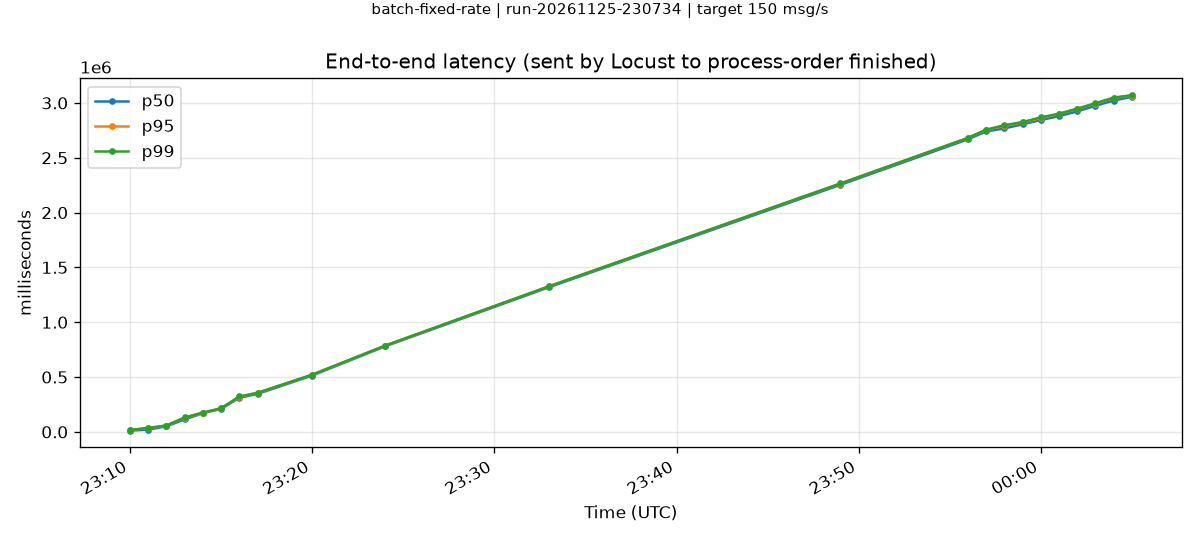 batch-fixed-rate | run-20261125-230734 | target 150 msg/s
End-to-end latency (sent by Locust to process-order finished)
1e6
p50
p95
p99
3.0
2.5
2.0
1.5
1.0
0.5
0.0
milliseconds
23:10
23:20
23:30
23:40
23:50
00:00
Time (UTC)